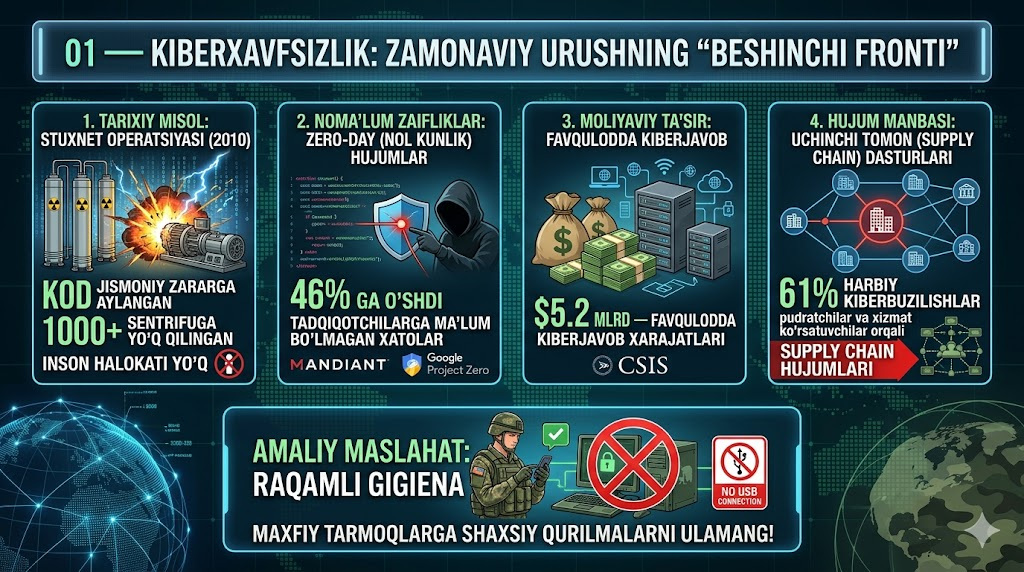 01 — KIBERXAVFSIZLIK: ZAMONAVIY URUSHNING “BESHINCHI FRONTI”
1. TARIXIY MISOL:
STUXNET OPERATSIYASI (2010)
KOD JISMONIY ZARARGA
AYLANGAN
1000+ SENTRIFUGA
YO'Q QILINGAN
INSON HALOKATI YO'Q
2. NOMA'LUM ZAIFLIKLAR:
ZERO-DAY (NOL KUNLIK)
HUJUMLAR
46% GA O'SHDI
TADQIQOTCHILARGA MA'LUM
BO'LMAGAN XATOLAR
MANDIANT
Google
Project Zero
3. MOLIYAVIY TA'SIR:
FAVQULODDA KIBERJAVOB
$5.2 MLRD — FAVQULODDA
KIBERJAVOB XARAJATLARI
CSIS
4. HUJUM MANBASI:
UCHINCHI TOMON (SUPPLY
CHAIN) DASTURLARI
61% HARBIY
KIBERBUZILISHLAR
pudratchilar va xizmat
ko'rsatuvchilar orqali
SUPPLY CHAIN
HUJUMLARI
AMALIY MASLAHAT:
RAQAMLI GIGIENA
NO USB
CONNECTION
MAXFIY TARMOQLARGA SHAXSIY QURILMALARNI ULAMANG!